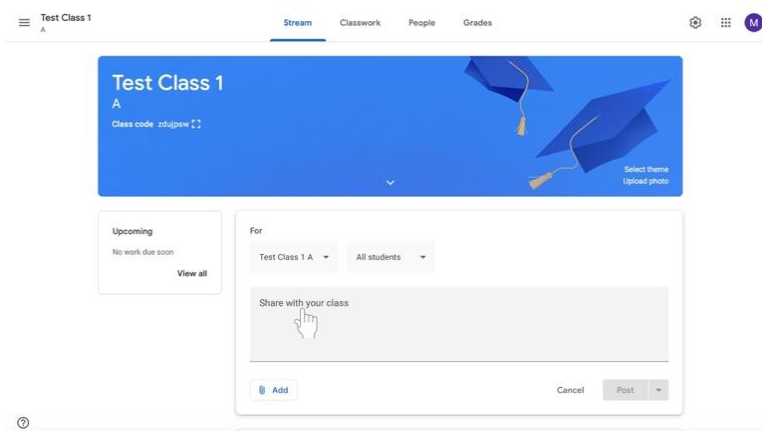 Test Class 1
A
Stream Classwork People Grades
M
Test Class 1
A
Class code zdujpsw
Select theme
Upload photo
Upcoming
No work due soon
View all
For
Test Class 1 A All students
Share with your class
Add
Cancel Post